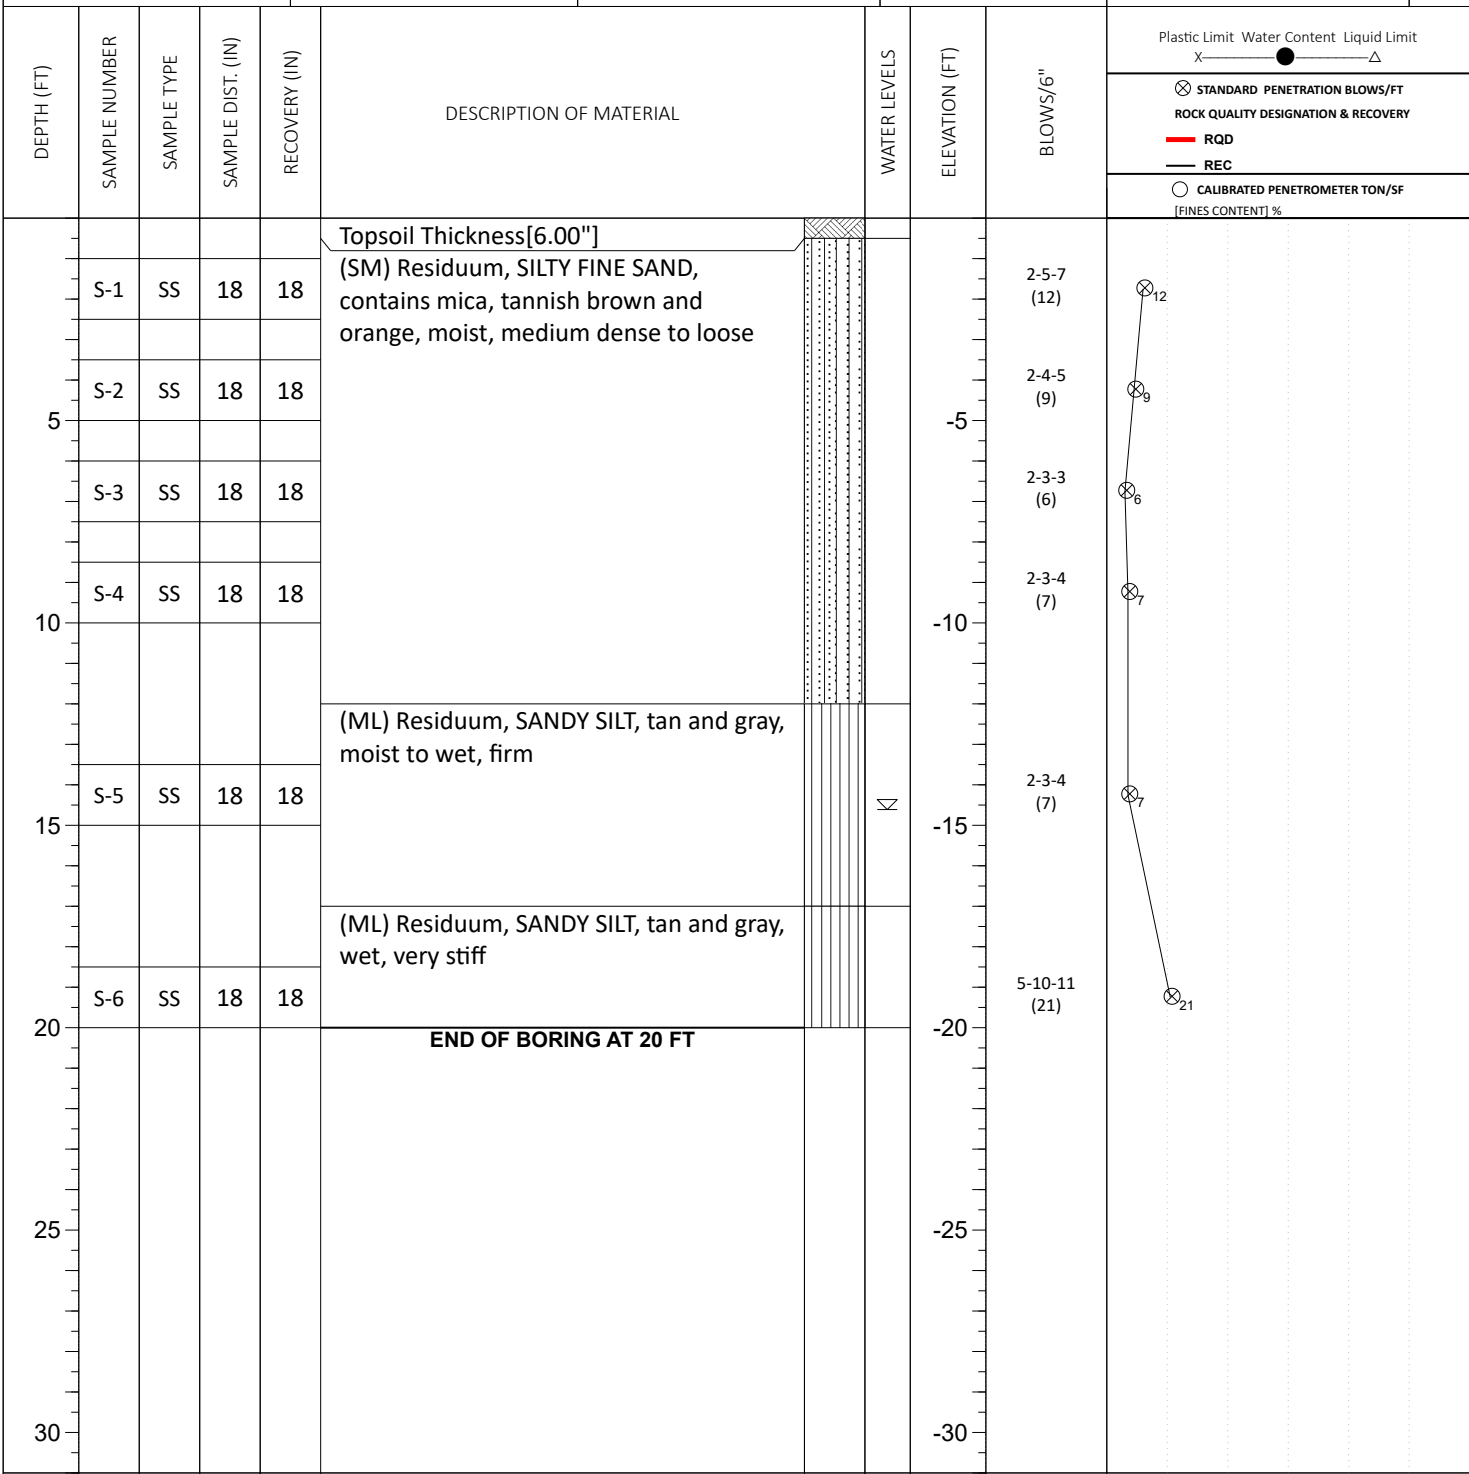 DEPTH (FT)
SAMPLE NUMBER
SAMPLE TYPE
SAMPLE DIST. (IN)
RECOVERY (IN)
DESCRIPTION OF MATERIAL
WATER LEVELS
ELEVATION (FT)
BLOWS/6"
Plastic Limit Water Content Liquid Limit
X
STANDARD PENETRATION BLOWS/FT
ROCK QUALITY DESIGNATION & RECOVERY
RQD
REC
CALIBRATED PENETROMETER TON/SF
[FINES CONTENT] %
Topsoil Thickness[6.00"]
(SM) Residuum, SILTY FINE SAND,
contains mica, tannish brown and
orange, moist, medium dense to loose
S-1 SS 18 18
2-5-7
(12)
12
S-2 SS 18 18
2-4-5
(9)
9
5
-5
S-3 SS 18 18
2-3-3
(6)
6
S-4 SS 18 18
2-3-4
(7)
7
10
-10
(ML) Residuum, SANDY SILT, tan and gray,
moist to wet, firm
S-5 SS 18 18
2-3-4
(7)
7
15
-15
(ML) Residuum, SANDY SILT, tan and gray,
wet, very stiff
S-6 SS 18 18
5-10-11
(21)
21
20
-20
END OF BORING AT 20 FT
25
-25
30
-30